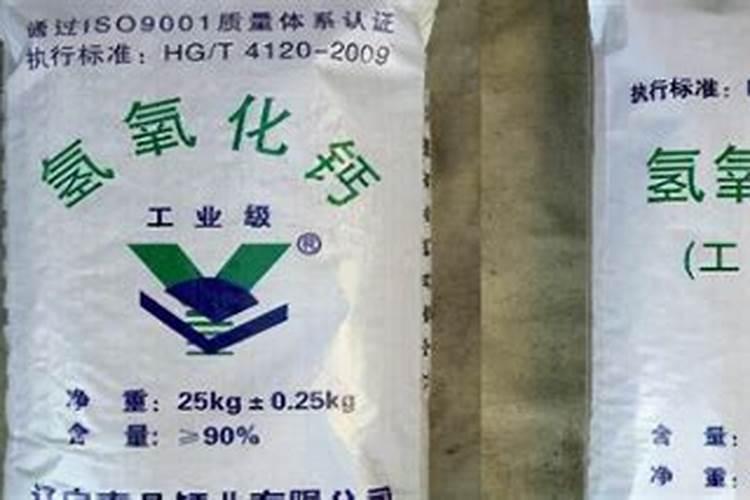 通过ISO9001质量体系认证
执行标准：HG/T 4120-2009
氢氧化钙
工业级
®
净 重：25kg±0.25kg
含 量：≥90%
执行标准：
氢氧
(工
含 量：
净 重：